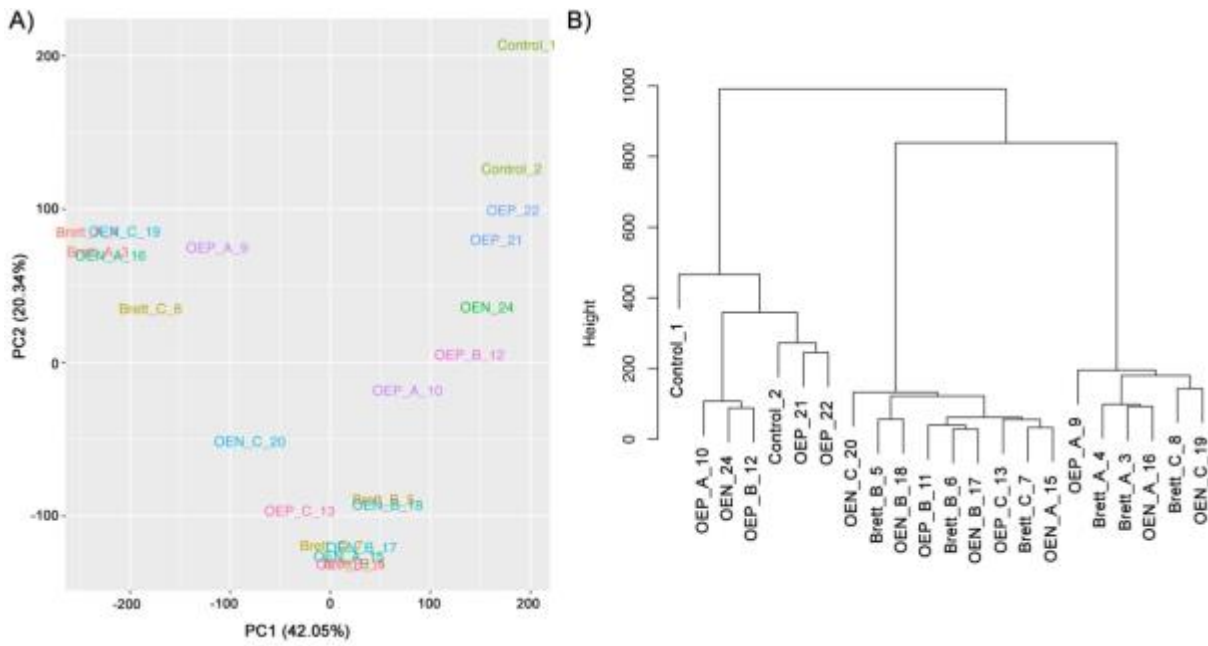 A)
PC2 (20.34%)
200
100
0
-100
-200
-100
0
100
200
PC1 (42.05%)
Control_1
Control_2
OEP_22
OEP_21
OEN_C_19
OEN_A_16
OEP_A_9
Brett_C_8
OEN_24
OEP_B_12
OEP_A_10
OEN_C_20
OEP_C_13
Brett_B_5
OEN_B_18
OEN_B_17
OEN_A_15
B)
Height
1000
800
600
400
200
0
Control_1
OEP_A_10
OEN_24
OEP_B_12
Control_2
OEP_21
OEP_22
OEN_C_20
Brett_B_5
OEN_B_18
OEP_B_11
Brett_B_6
OEN_B_17
OEP_C_13
Brett_C_7
OEN_A_15
OEP_A_9
Brett_A_4
Brett_A_3
OEN_A_16
Brett_C_8
OEN_C_19